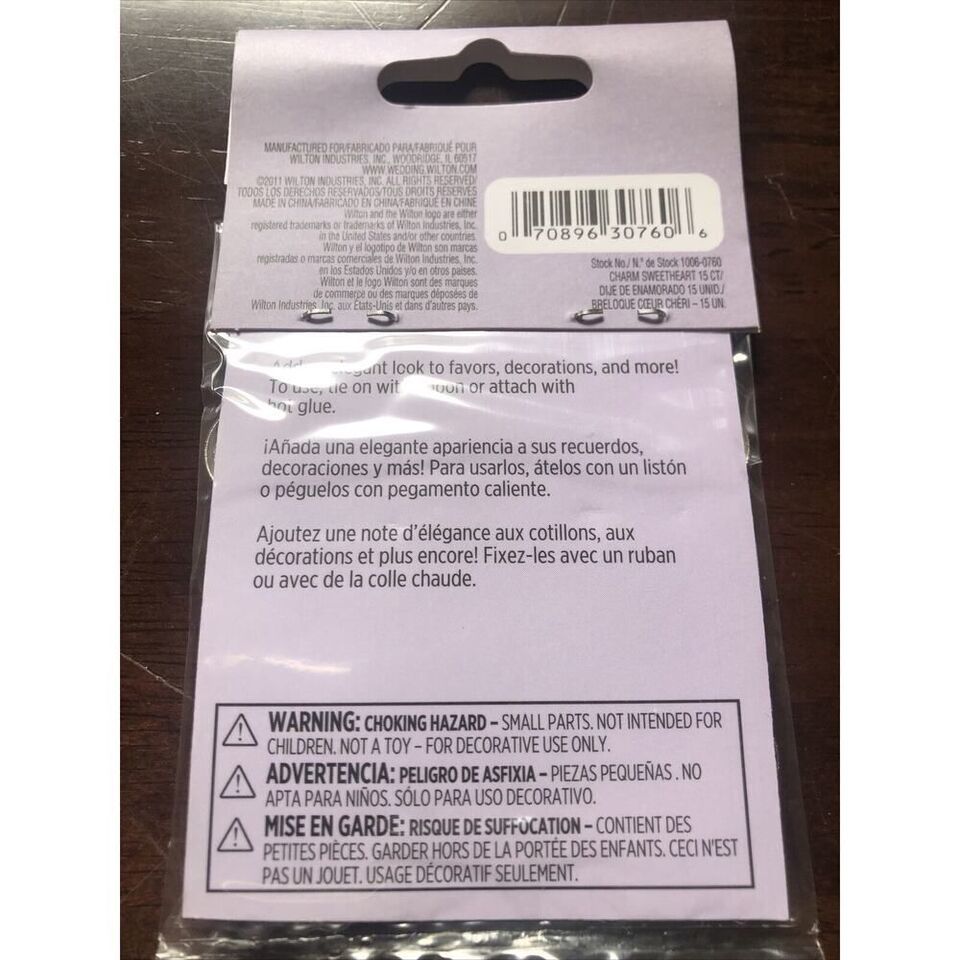 MANUFACTURED FOR/FABRICADO PARA/FABRIQUÉ POUR
WILTON INDUSTRIES, INC., WOODRIDGE, IL 60517
WWW.WEDDING.WILTON.COM
©2011 WILTON INDUSTRIES, INC. ALL RIGHTS RESERVED/
TODOS LOS DERECHOS RESERVADOS/TOUS DROITS RÉSERVÉS
MADE IN CHINA/FABRICADO EN CHINA/FABRIQUÉ EN CHINE
Wilton and the Wilton logo are either
registered trademarks or trademarks of Wilton Industries, Inc.
in the United States and/or other countries.
Wilton y el logotipo de Wilton son marcas
registradas o marcas comerciales de Wilton Industries, Inc.
en los Estados Unidos y/o en otros países.
Wilton et le logo Wilton sont des marques
de commerce ou des marques déposées de
Wilton Industries, Inc. aux États-Unis et dans d'autres pays.
0 70896 30760 6
Stock No./ N.° de Stock 1006-0760
CHARM SWEETHEART 15 CT/
DIJE DE ENAMORADO 15 UNID./
BRELOQUE CŒUR CHÉRI – 15 UN.
elegant look to favors, decorations, and more!
To use, tie on with or attach with
hot glue.
¡Añada una elegante apariencia a sus recuerdos,
decoraciones y más! Para usarlos, átelos con un listón
o péguelos con pegamento caliente.
Ajoutez une note d'élégance aux cotillons, aux
décorations et plus encore! Fixez-les avec un ruban
ou avec de la colle chaude.
WARNING: CHOKING HAZARD – SMALL PARTS. NOT INTENDED FOR
CHILDREN. NOT A TOY – FOR DECORATIVE USE ONLY.
ADVERTENCIA: PELIGRO DE ASFIXIA – PIEZAS PEQUEÑAS . NO
APTA PARA NIÑOS. SÓLO PARA USO DECORATIVO.
MISE EN GARDE: RISQUE DE SUFFOCATION – CONTIENT DES
PETITES PIÈCES. GARDER HORS DE LA PORTÉE DES ENFANTS. CECI N'EST
PAS UN JOUET. USAGE DÉCORATIF SEULEMENT.